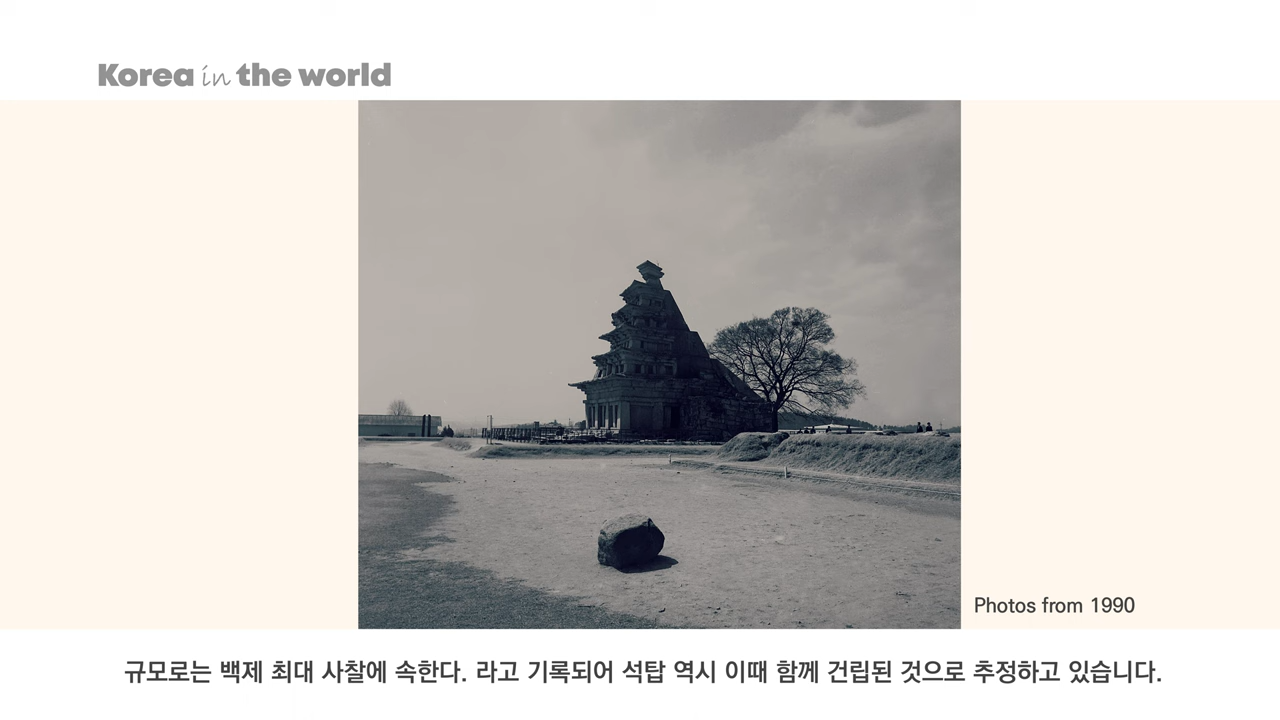 Korea in the world
Photos from 1990
규모로는 백제 최대 사찰에 속한다. 라고 기록되어 석탑 역시 이때 함께 건립된 것으로 추정하고 있습니다.